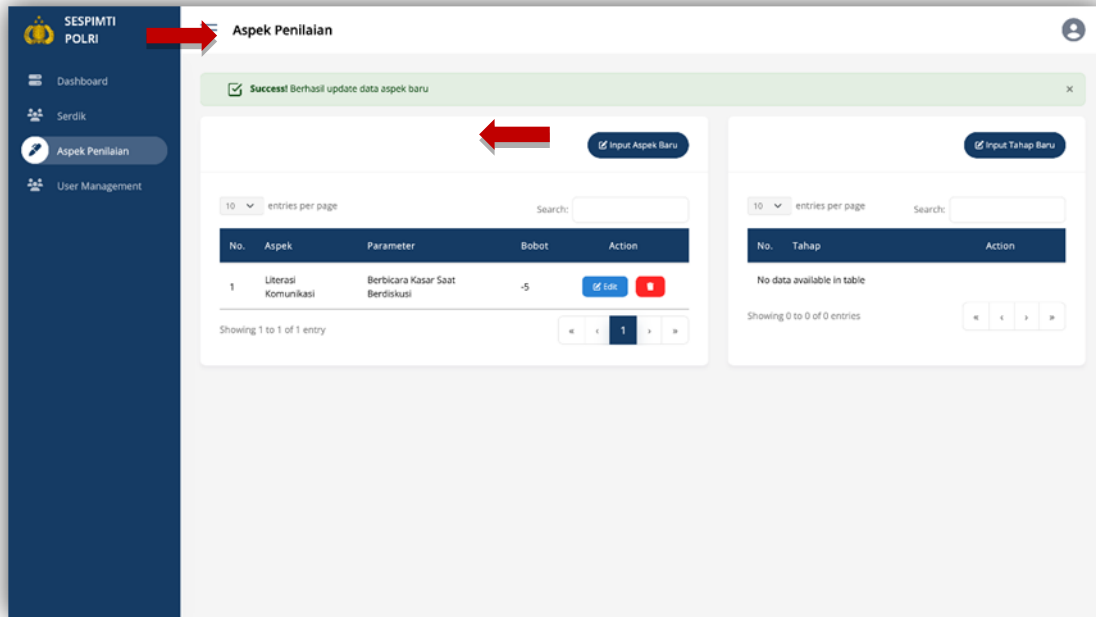 SESPIMTI
POLRI
Aspek Penilaian
Dashboard
Serdik
Aspek Penilaian
User Management
Success! Berhasil update data aspek baru ×
Input Aspek Baru
10 entries per page Search:
No. Aspek Parameter Bobot Action
1 Literasi Komunikasi Berbicara Kasar Saat Berdiskusi -5 Edit
Showing 1 to 1 of 1 entry « ‹ 1 › »
Input Tahap Baru
10 entries per page Search:
No. Tahap Action
No data available in table
Showing 0 to 0 of 0 entries « ‹ › »